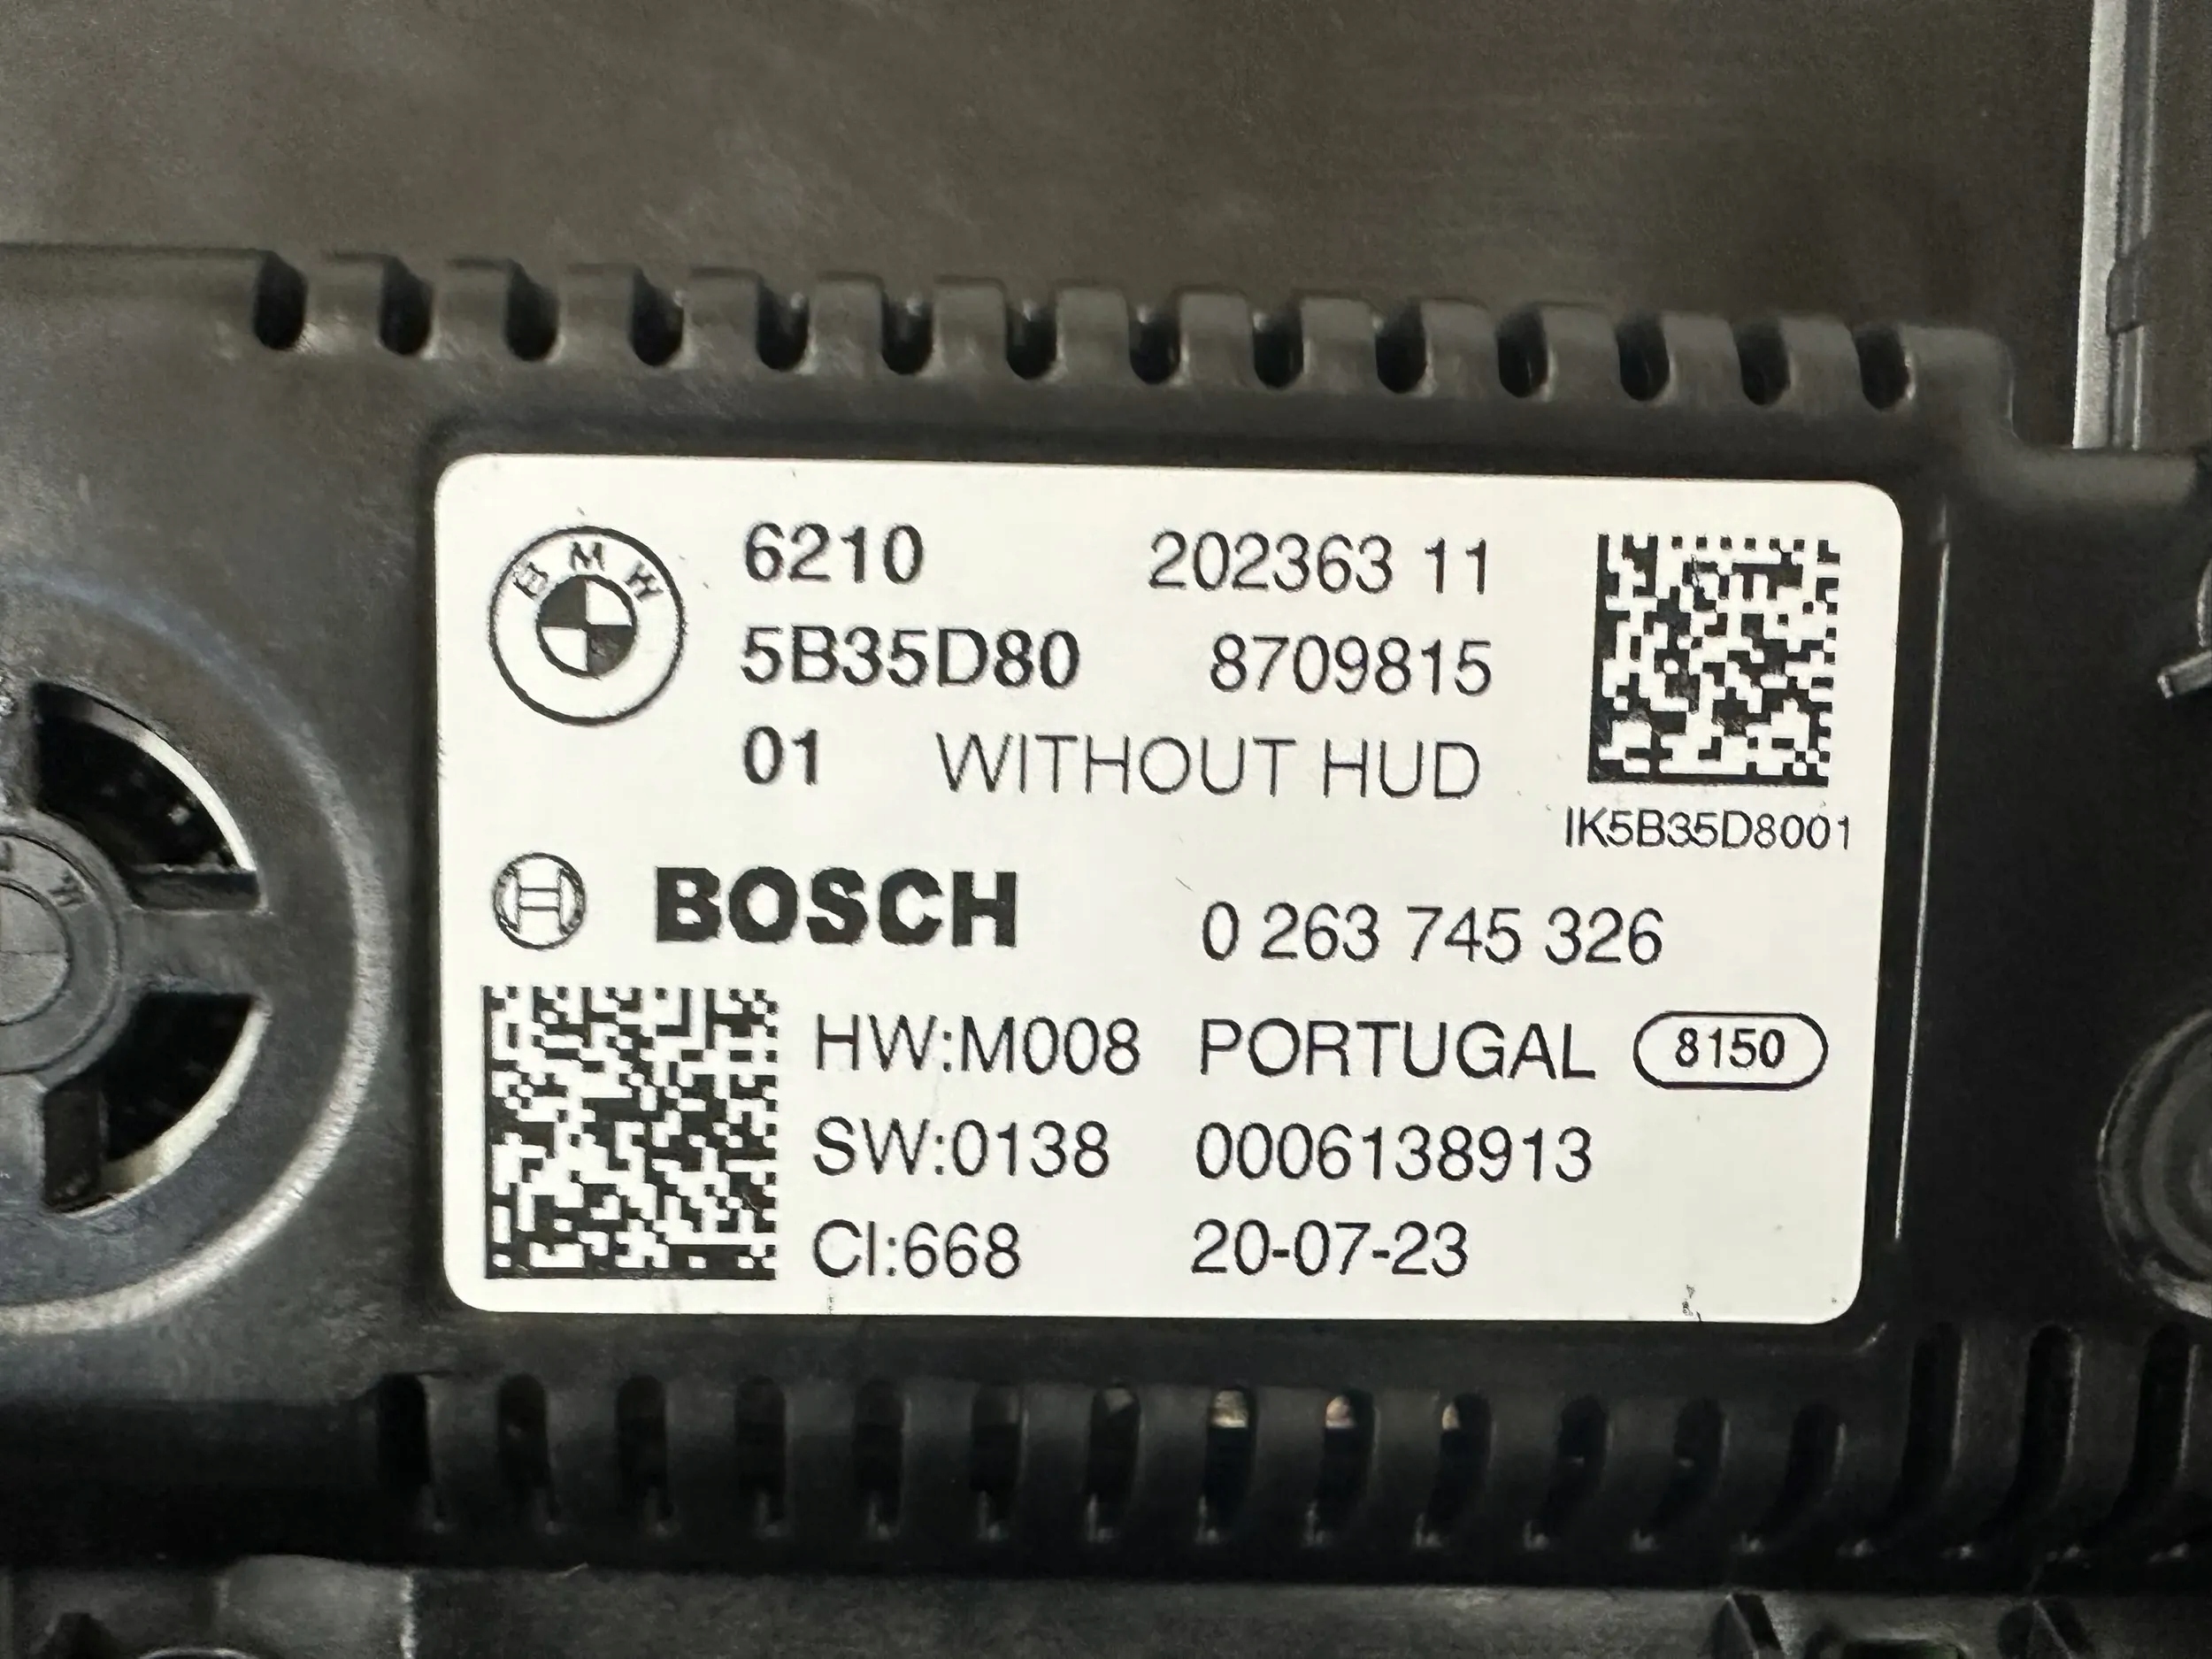 BMW
6210 202363 11
5B35D80 8709815
01 WITHOUT HUD
IK5B35D8001
BOSCH 0 263 745 326
HW:M008 PORTUGAL 8150
SW:0138 0006138913
CI:668 20-07-23